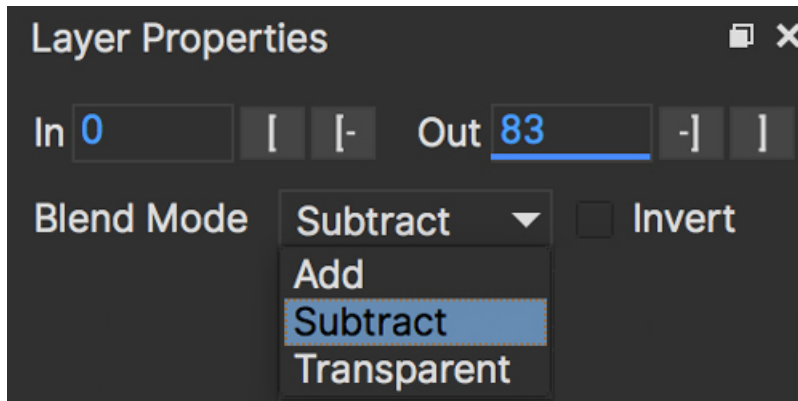 Layer Properties
In 0 [ [- Out 83 -] ]
Blend Mode Subtract Invert
Add
Subtract
Transparent